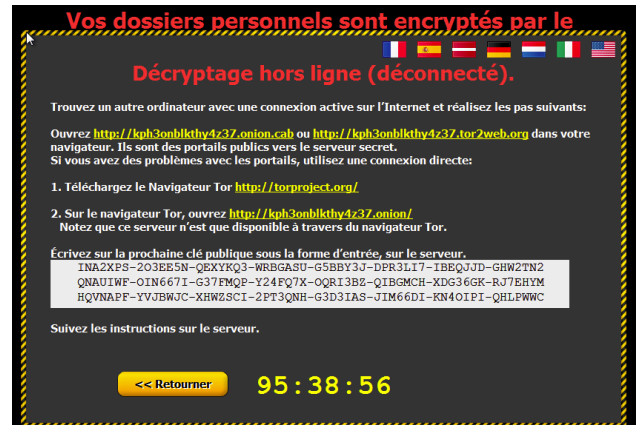 Vos dossiers personnels sont encryptés par le
Décryptage hors ligne (déconnecté).
Trouvez un autre ordinateur avec une connexion active sur l'Internet et réalisez les pas suivants:
Ouvrez http://kph3onblkthy4z37.onion.cab ou http://kph3onblkthy4z37.tor2web.org dans votre
navigateur. Ils sont des portails publics vers le serveur secret.
Si vous avez des problèmes avec les portails, utilisez une connexion directe:
1. Téléchargez le Navigateur Tor http://torproject.org/
2. Sur le navigateur Tor, ouvrez http://kph3onblkthy4z37.onion/
Notez que ce serveur n'est que disponible à travers du navigateur Tor.
Écrivez sur la prochaine clé publique sous la forme d'entrée, sur le serveur.
INA2XPS-2O3EE5N-QEXYKQ3-WRBGASU-G5BBY3J-DPR3LI7-IBEQJJD-GHW2TN2
QNAUIWF-OIN667I-G37FMQP-Y24FQ7X-OQRI3BZ-QIBGMCH-XDG36GK-RJ7EHYM
HQVNAPF-YVJBWJC-XHWZSCI-2PT3QNH-G3D3IAS-JIM66DI-KN4OIPI-QHLPWWC
Suivez les instructions sur le serveur.
<< Retourner
95:38:56